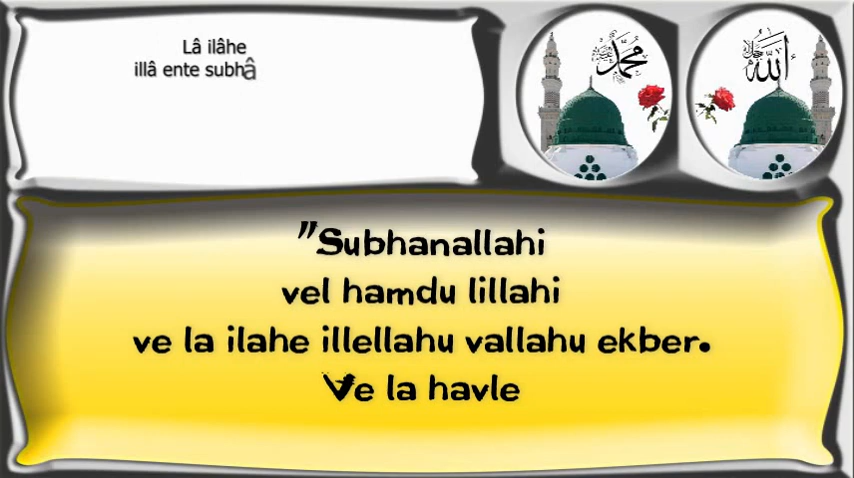 Lâ ilâhe
illâ ente subhâ
محمد
الله
"Subhanallahi
vel hamdu lillahi
ve la ilahe illellahu vallahu ekber.
Ve la havle